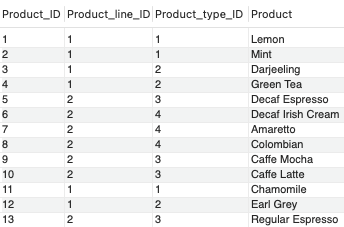 Product_ID Product_line_ID Product_type_ID Product
1 1 1 Lemon
2 1 1 Mint
3 1 2 Darjeeling
4 1 2 Green Tea
5 2 3 Decaf Espresso
6 2 4 Decaf Irish Cream
7 2 4 Amaretto
8 2 4 Colombian
9 2 3 Caffe Mocha
10 2 3 Caffe Latte
11 1 1 Chamomile
12 1 2 Earl Grey
13 2 3 Regular Espresso